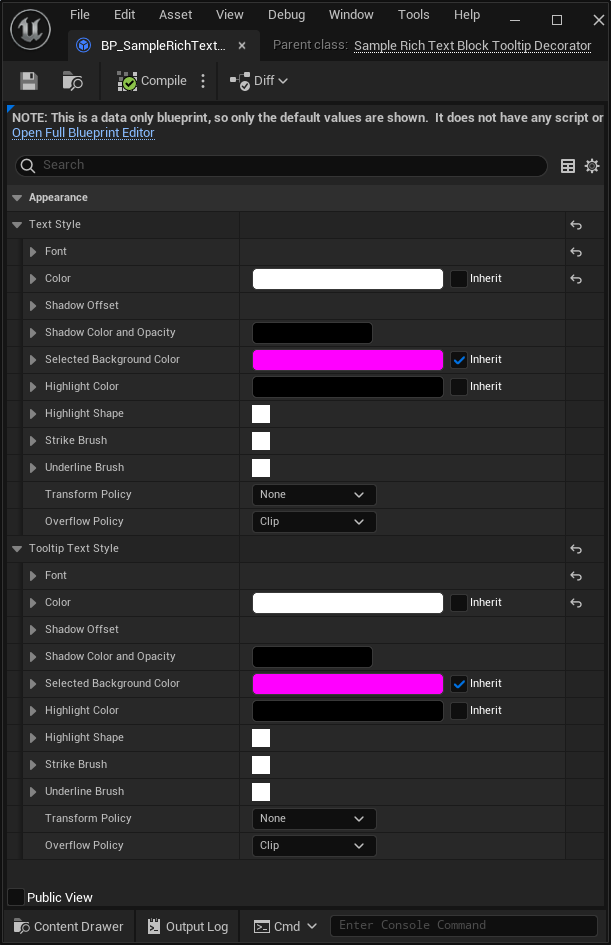 File Edit Asset View Debug Window Tools Help
BP_SampleRichText... Parent class: Sample Rich Text Block Tooltip Decorator
Compile Diff
NOTE: This is a data only blueprint, so only the default values are shown. It does not have any script or
Open Full Blueprint Editor
Search
Appearance
Text Style
Font
Color Inherit
Shadow Offset
Shadow Color and Opacity
Selected Background Color Inherit
Highlight Color Inherit
Highlight Shape
Strike Brush
Underline Brush
Transform Policy None
Overflow Policy Clip
Tooltip Text Style
Font
Color Inherit
Shadow Offset
Shadow Color and Opacity
Selected Background Color Inherit
Highlight Color Inherit
Highlight Shape
Strike Brush
Underline Brush
Transform Policy None
Overflow Policy Clip
Public View
Content Drawer Output Log Cmd Enter Console Command